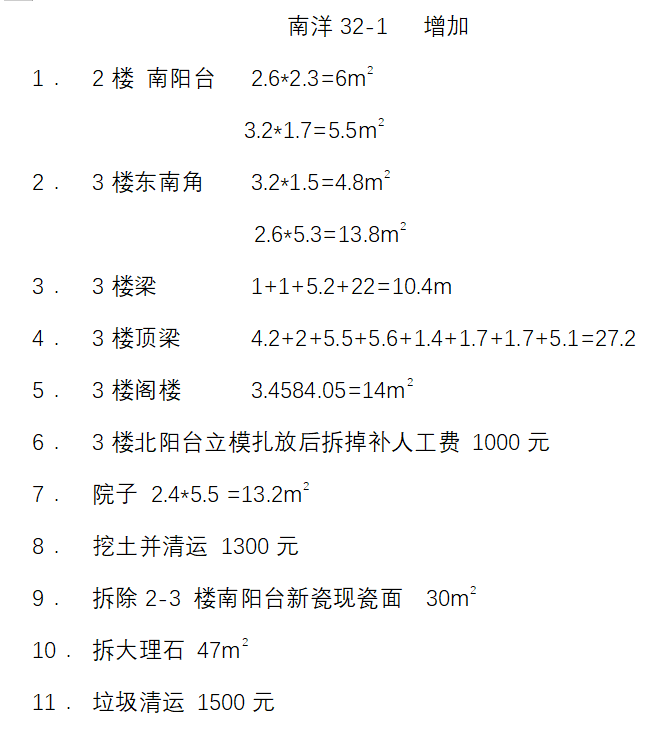 南洋 32-1 增加
1. 2 楼 南阳台 2.6*2.3=6m²
3.2*1.7=5.5m²
2. 3 楼东南角 3.2*1.5=4.8m²
2.6*5.3=13.8m²
3. 3 楼梁 1+1+5.2+22=10.4m
4. 3 楼顶梁 4.2+2+5.5+5.6+1.4+1.7+1.7+5.1=27.2
5. 3 楼阁楼 3.4584.05=14m²
6. 3 楼北阳台立模扎放后拆掉补人工费 1000 元
7. 院子 2.4*5.5 =13.2m²
8. 挖土并清运 1300 元
9. 拆除 2-3 楼南阳台新瓷现瓷面 30m²
10. 拆大理石 47m²
11. 垃圾清运 1500 元